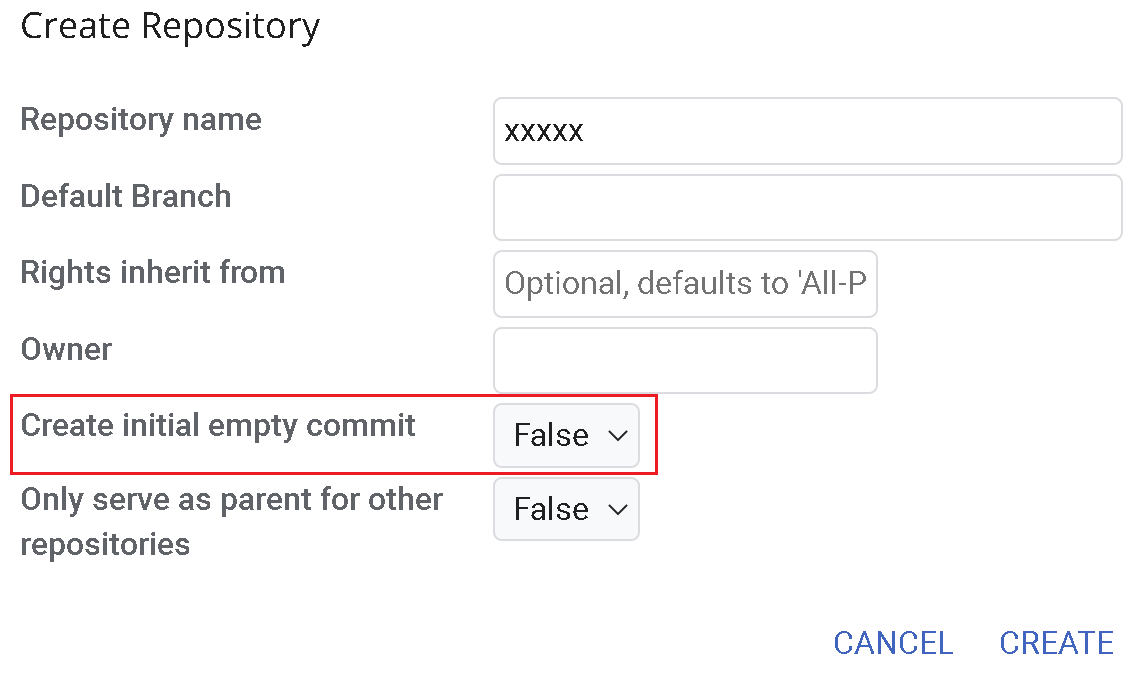 Create Repository
Repository name
xxxxx
Default Branch
Rights inherit from
Optional, defaults to 'All-P
Owner
Create initial empty commit
False
Only serve as parent for other
repositories
False
CANCEL
CREATE